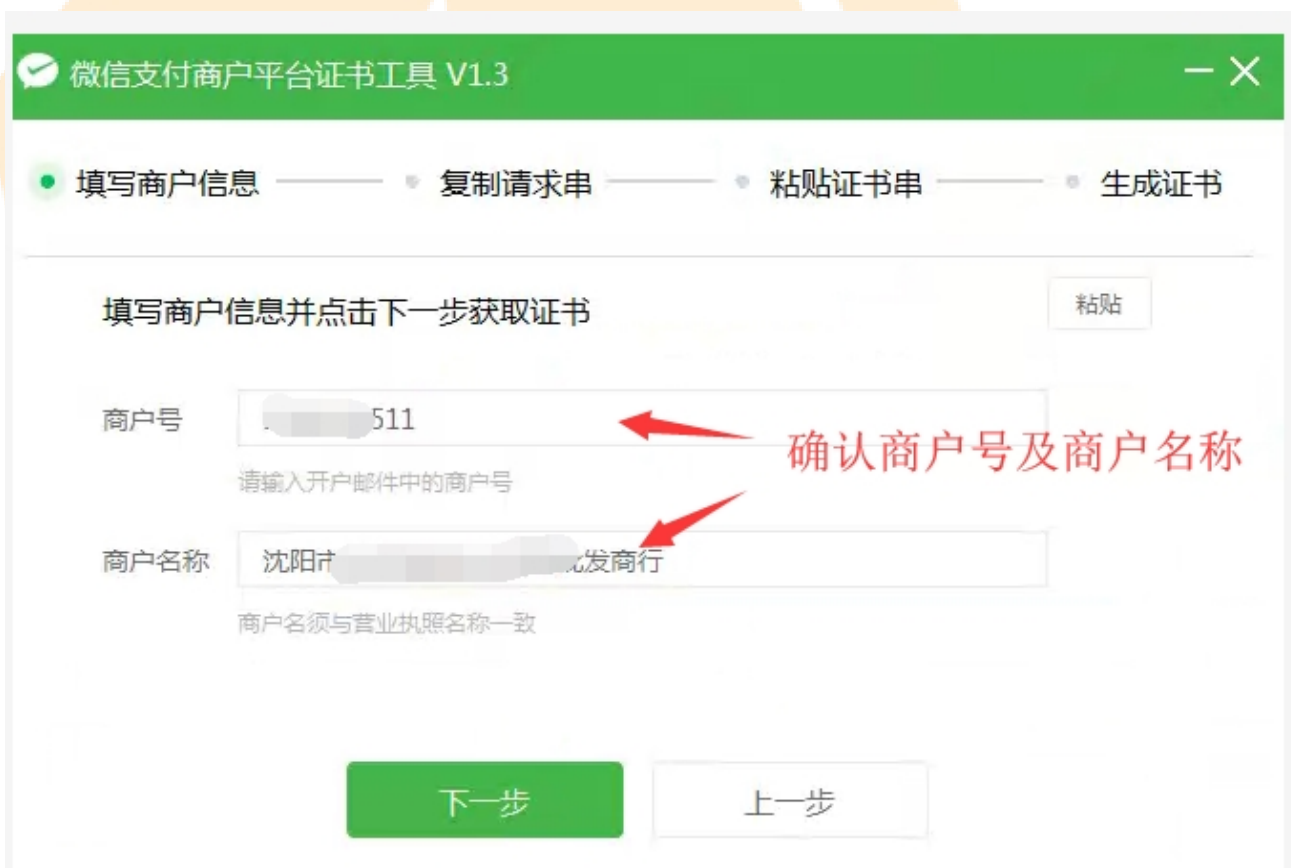 微信支付商户平台证书工具 V1.3
填写商户信息 复制请求串 粘贴证书串 生成证书
填写商户信息并点击下一步获取证书 粘贴
商户号 511
确认商户号及商户名称
请输入开户邮件中的商户号
商户名称 沈阳市 发商行
商户名须与营业执照名称一致
下一步 上一步